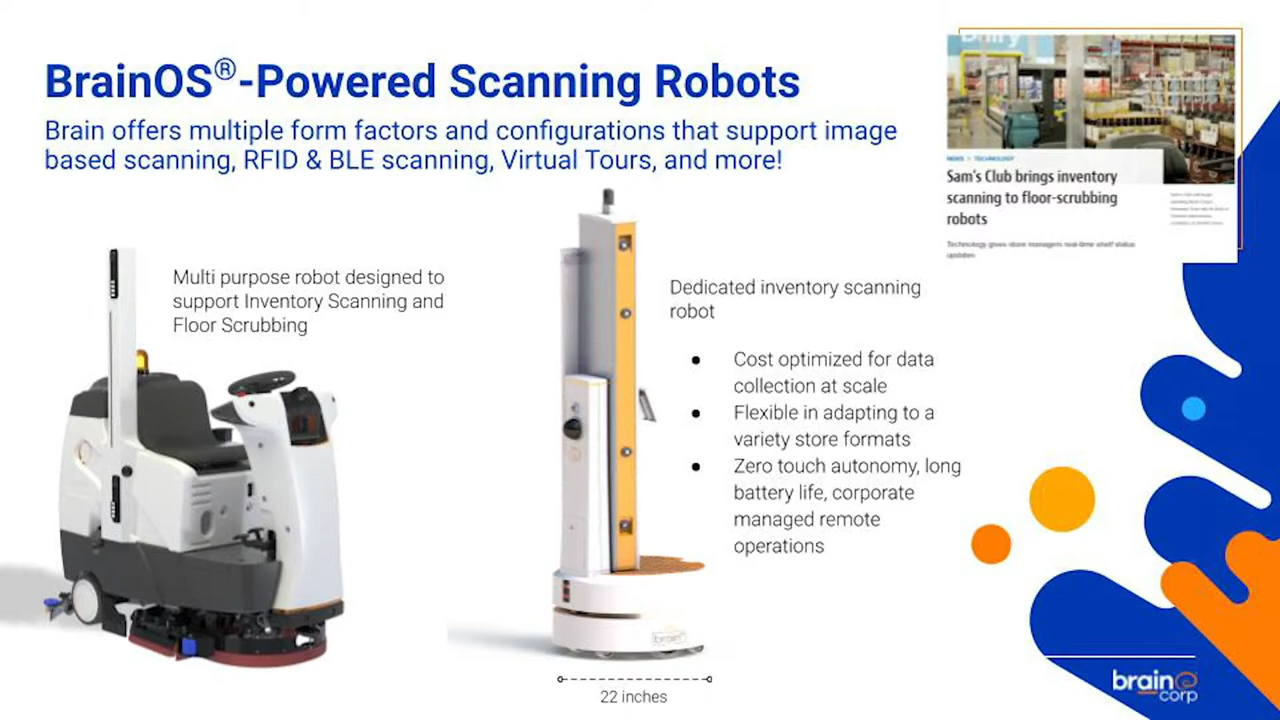 BrainOS®-Powered Scanning Robots
Brain offers multiple form factors and configurations that support image
based scanning, RFID & BLE scanning, Virtual Tours, and more!
NEWS > TECHNOLOGY
Sam's Club brings inventory
scanning to floor-scrubbing
robots
Technology gives store managers real-time shelf status
updates
Multi purpose robot designed to
support Inventory Scanning and
Floor Scrubbing
Dedicated inventory scanning
robot
● Cost optimized for data
collection at scale
● Flexible in adapting to a
variety store formats
● Zero touch autonomy, long
battery life, corporate
managed remote
operations
brain
22 inches
brain
corp